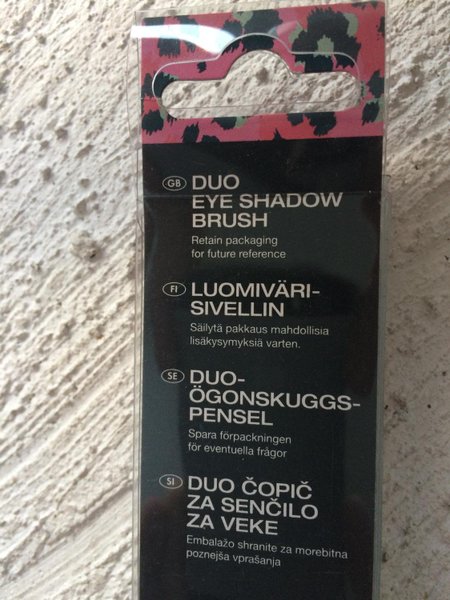 GB DUO
EYE SHADOW
BRUSH
Retain packaging
for future reference
FI LUOMIVÄRI-
SIVELLIN
Säilytä pakkaus mahdollisia
lisäkysymyksiä varten.
SE DUO-
ÖGONSKUGGS-
PENSEL
Spara förpackningen
för eventuella frågor
SI DUO ČOPIČ
ZA SENČILO
ZA VEKE
Embalažo shranite za morebitna
poznejša vprašanja